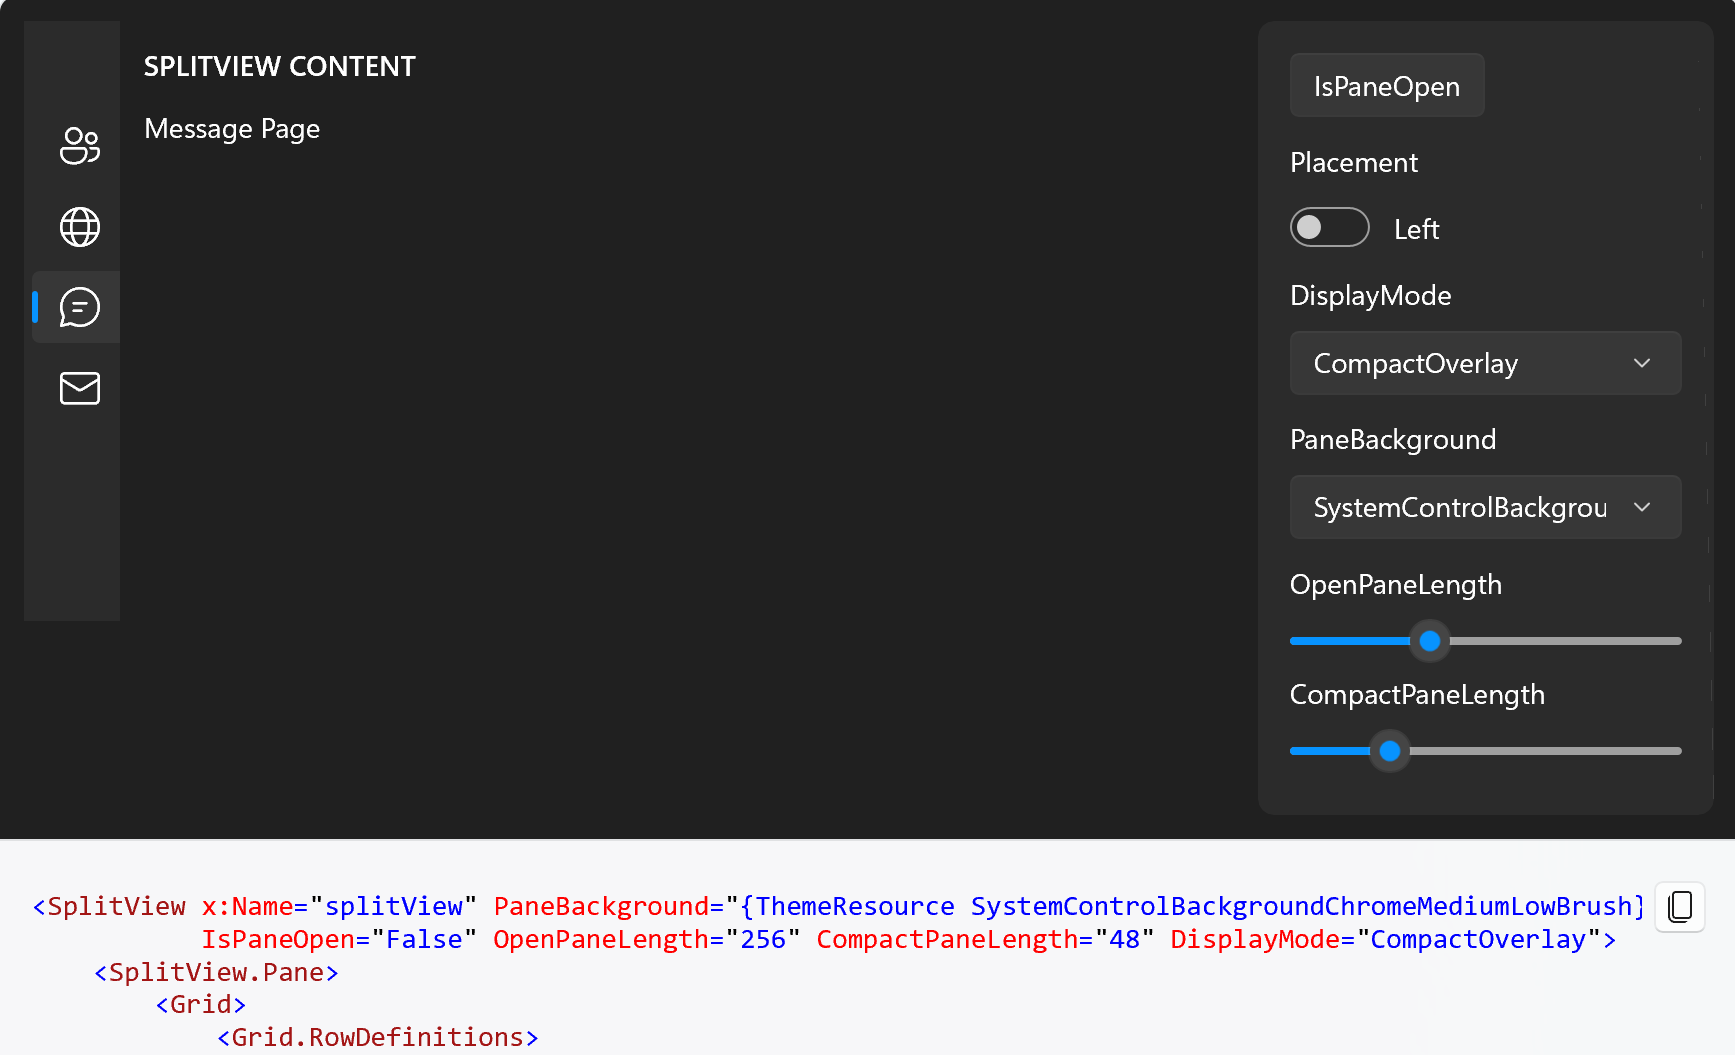 SPLITVIEW CONTENT
Message Page
IsPaneOpen
Placement
Left
DisplayMode
CompactOverlay
PaneBackground
SystemControlBackgrou
OpenPaneLength
CompactPaneLength
<SplitView x:Name="splitView" PaneBackground="{ThemeResource SystemControlBackgroundChromeMediumLowBrush}
IsPaneOpen="False" OpenPaneLength="256" CompactPaneLength="48" DisplayMode="CompactOverlay">
<SplitView.Pane>
<Grid>
<Grid.RowDefinitions>